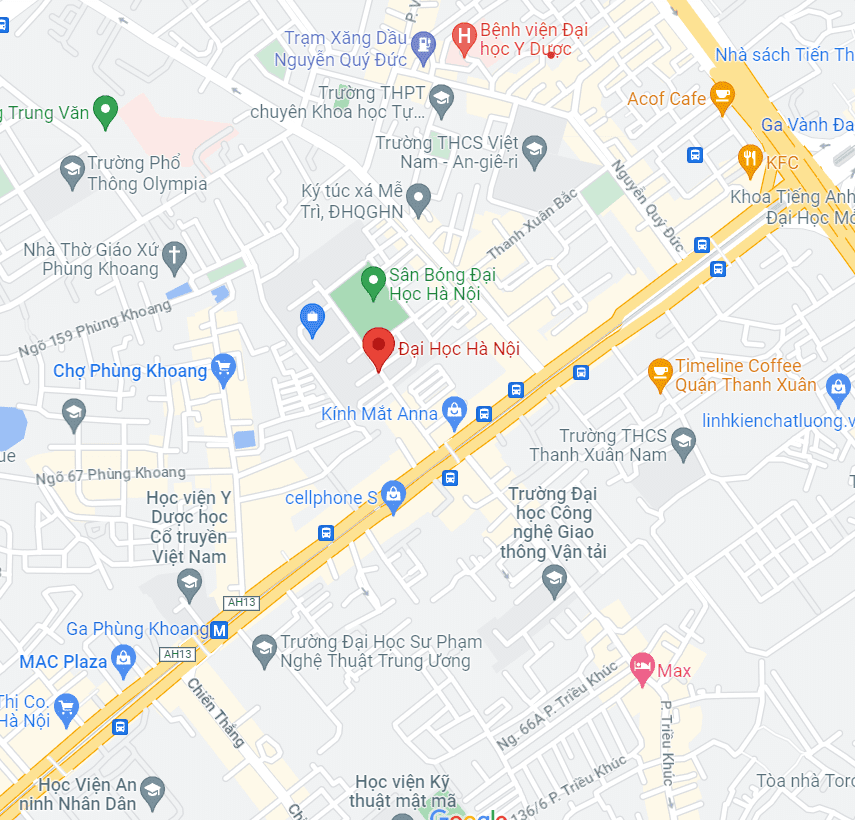 Bệnh viện Đại
học Y Dược
Trạm Xăng Dầu
Nguyễn Quý Đức
Nhà sách Tiến Th
Trường THPT
chuyên Khoa học Tự...
Acof Cafe
g Trung Văn
Ga Vành Đa
Trường THCS Việt
Nam - An-giê-ri
KFC
Trường Phổ
Thông Olympia
Nguyễn Quý Đức
Ký túc xá Mễ
Trì, ĐHQGHN
Khoa Tiếng Anh
Đại Học Mở
Thanh Xuân Bắc
Nhà Thờ Giáo Xứ
Phùng Khoang
Sân Bóng Đại
Học Hà Nội
Ngõ 159 Phùng Khoang
Đại Học Hà Nội
Chợ Phùng Khoang
Timeline Coffee
Quận Thanh Xuân
Kính Mắt Anna
linhkienchatluong.v
Trường THCS
Thanh Xuân Nam
ue
Ngõ 67 Phùng Khoang
cellphone S
Học viện Y
Dược học
Cổ truyền
Việt Nam
Trường Đại
học Công
nghệ Giao
thông Vận tải
AH13
Ga Phùng Khoang
M
AH13
Trường Đại Học Sư Phạm
Nghệ Thuật Trung Ương
MAC Plaza
Max
Thị Co.
Hà Nội
Chiến Thắng
Ng. 66A P. Triều Khúc
P. Triều Khúc
Học Viện An
ninh Nhân Dân
Học viện Kỹ
thuật mật mã
136/6 P. Triều Khúc
Tòa nhà Toro
Google